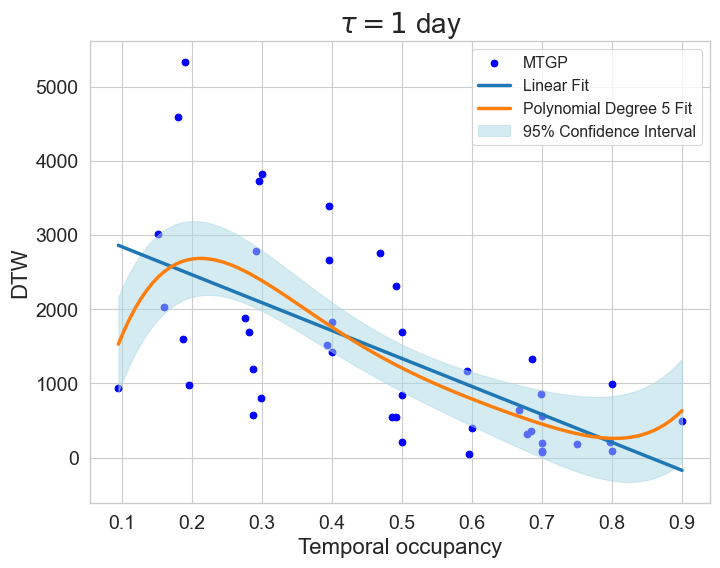 τ = 1 day
MTGP
Linear Fit
Polynomial Degree 5 Fit
95% Confidence Interval
DTW
5000
4000
3000
2000
1000
0
0.1 0.2 0.3 0.4 0.5 0.6 0.7 0.8 0.9
Temporal occupancy